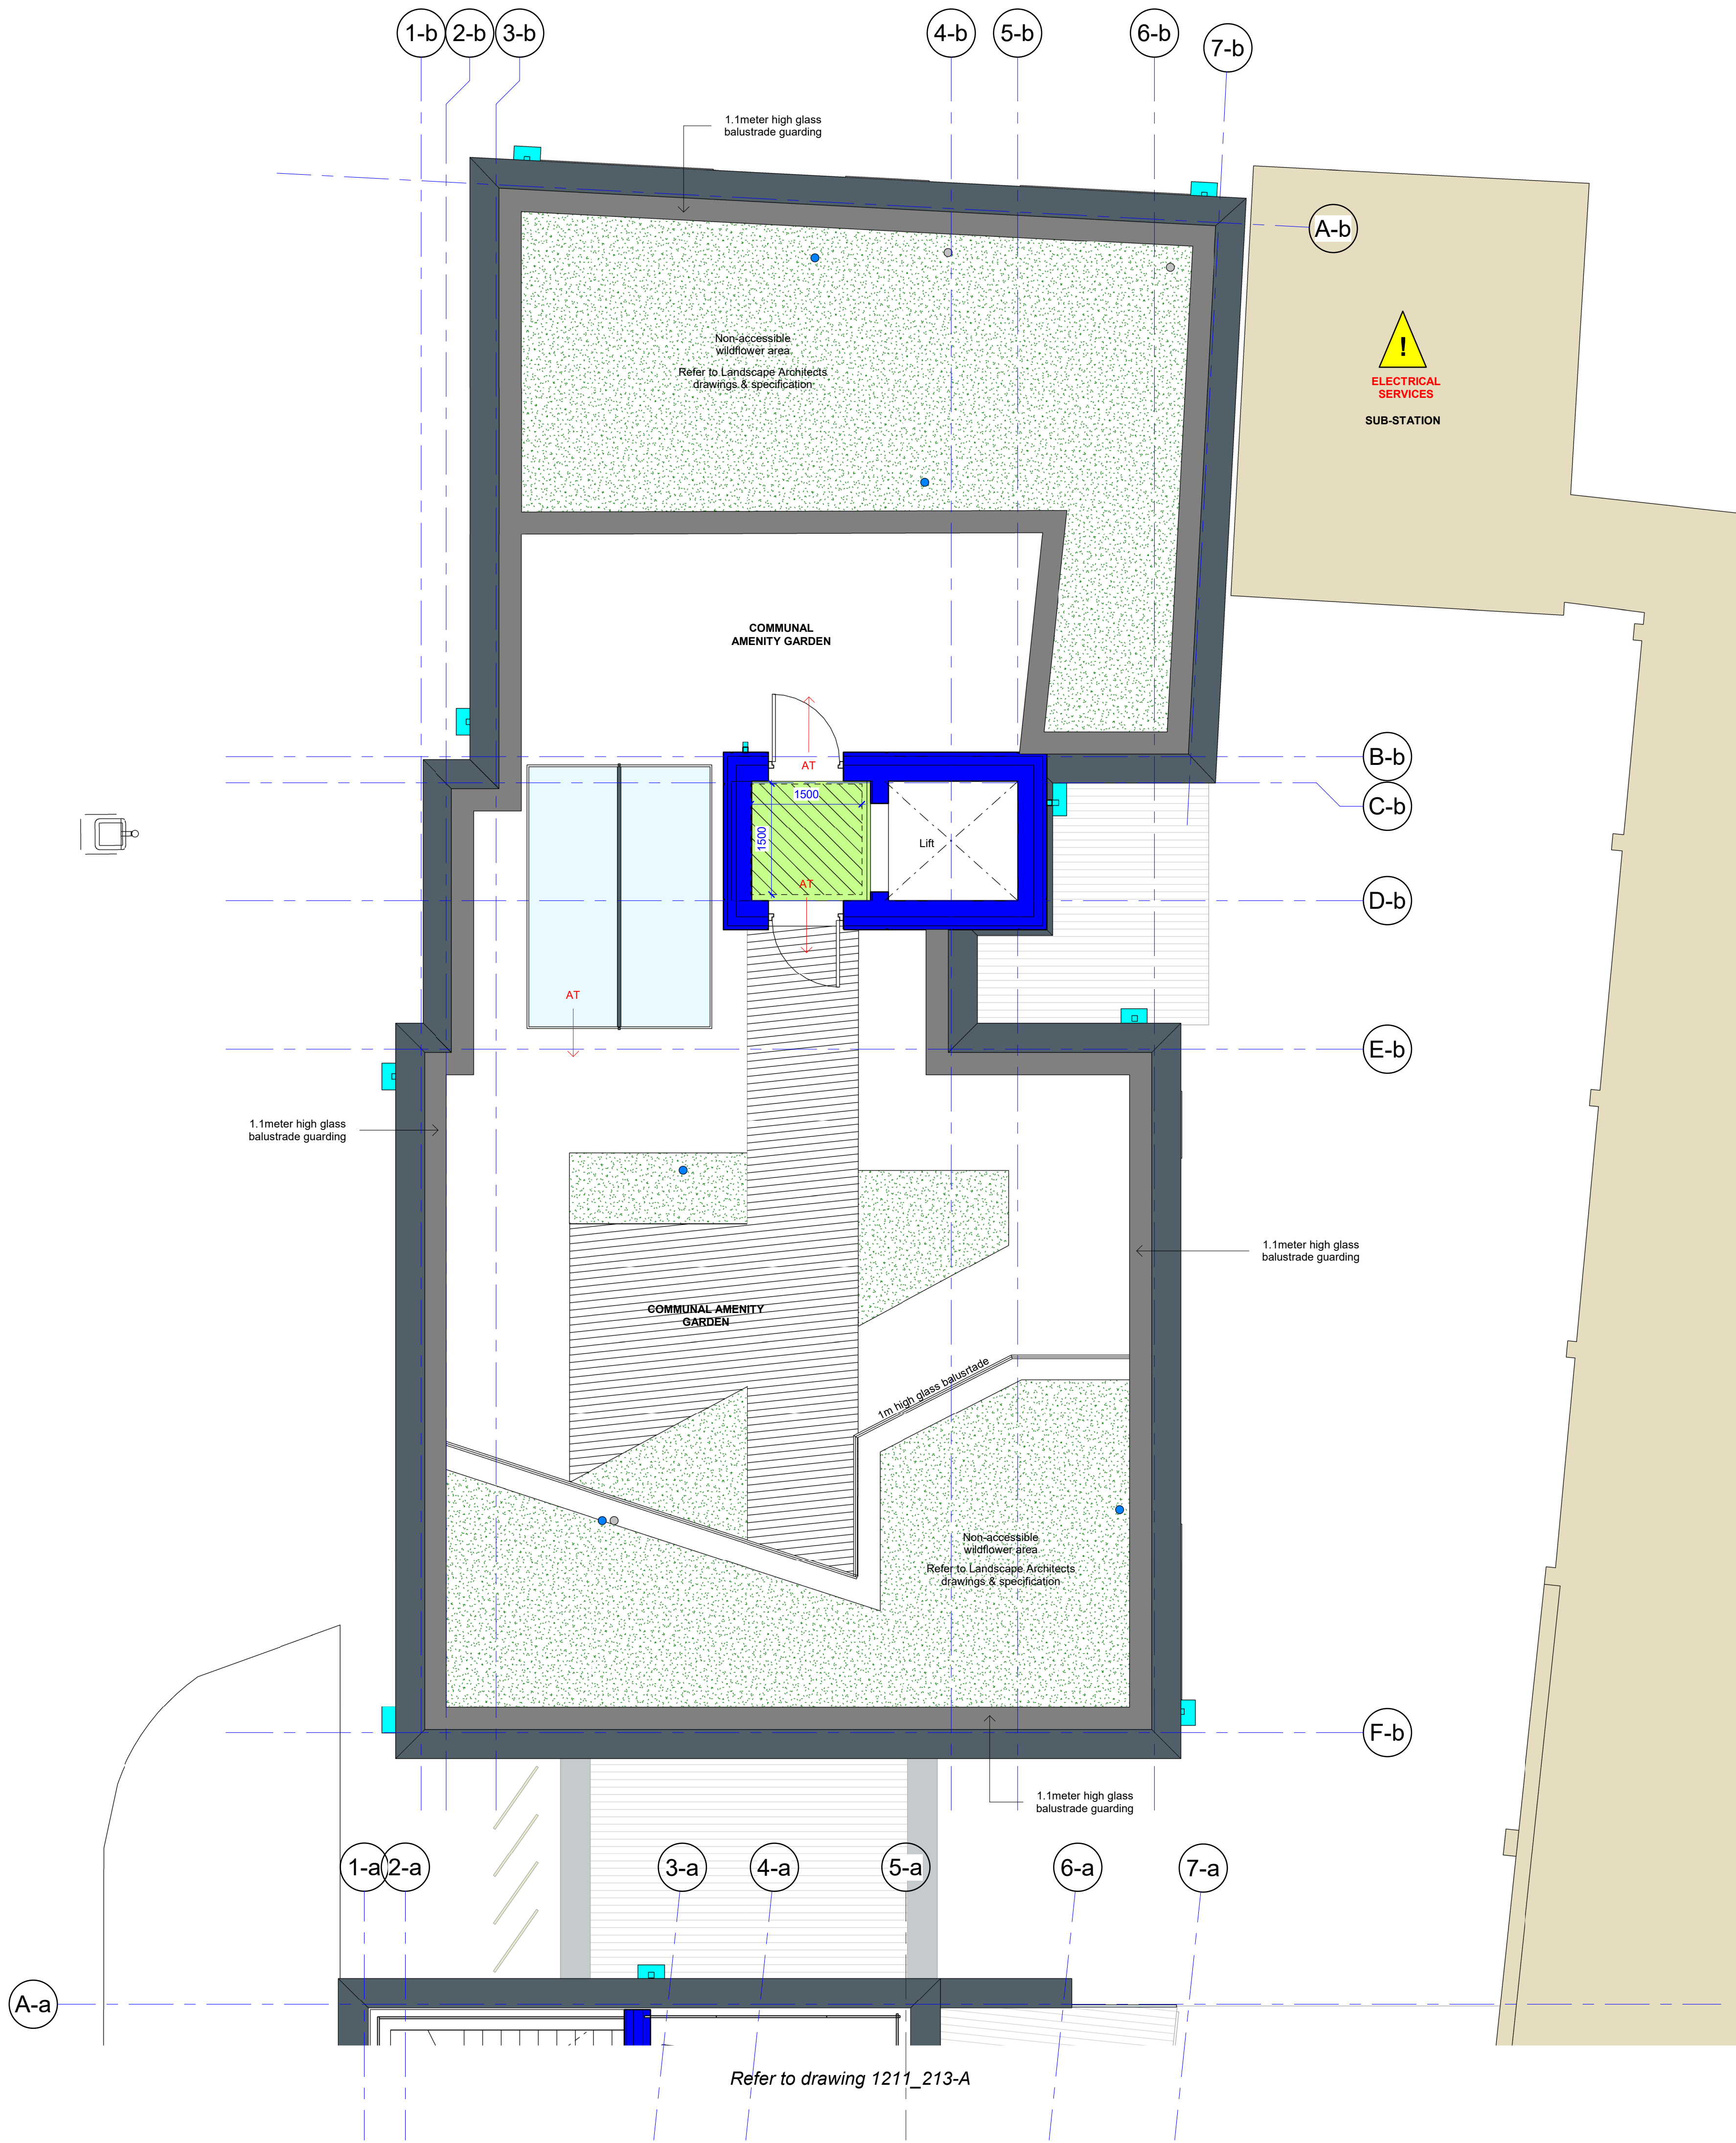 1-b
2-b
3-b
4-b
5-b
6-b
7-b
1.1meter high glass
balustrade guarding
A-b
Non-accessible
wildflower area
Refer to Landscape Architects
drawings & specification
!
ELECTRICAL
SERVICES
SUB-STATION
COMMUNAL
AMENITY GARDEN
B-b
AT
1500
C-b
1500
Lift
AT
D-b
AT
E-b
1.1meter high glass
balustrade guarding
1.1meter high glass
balustrade guarding
COMMUNAL AMENITY
GARDEN
1m high glass balusrtade
Non-accessible
wildflower area
Refer to Landscape Architects
drawings & specification
F-b
1.1meter high glass
balustrade guarding
1-a
2-a
3-a
4-a
5-a
6-a
7-a
A-a
Refer to drawing 1211_213-A